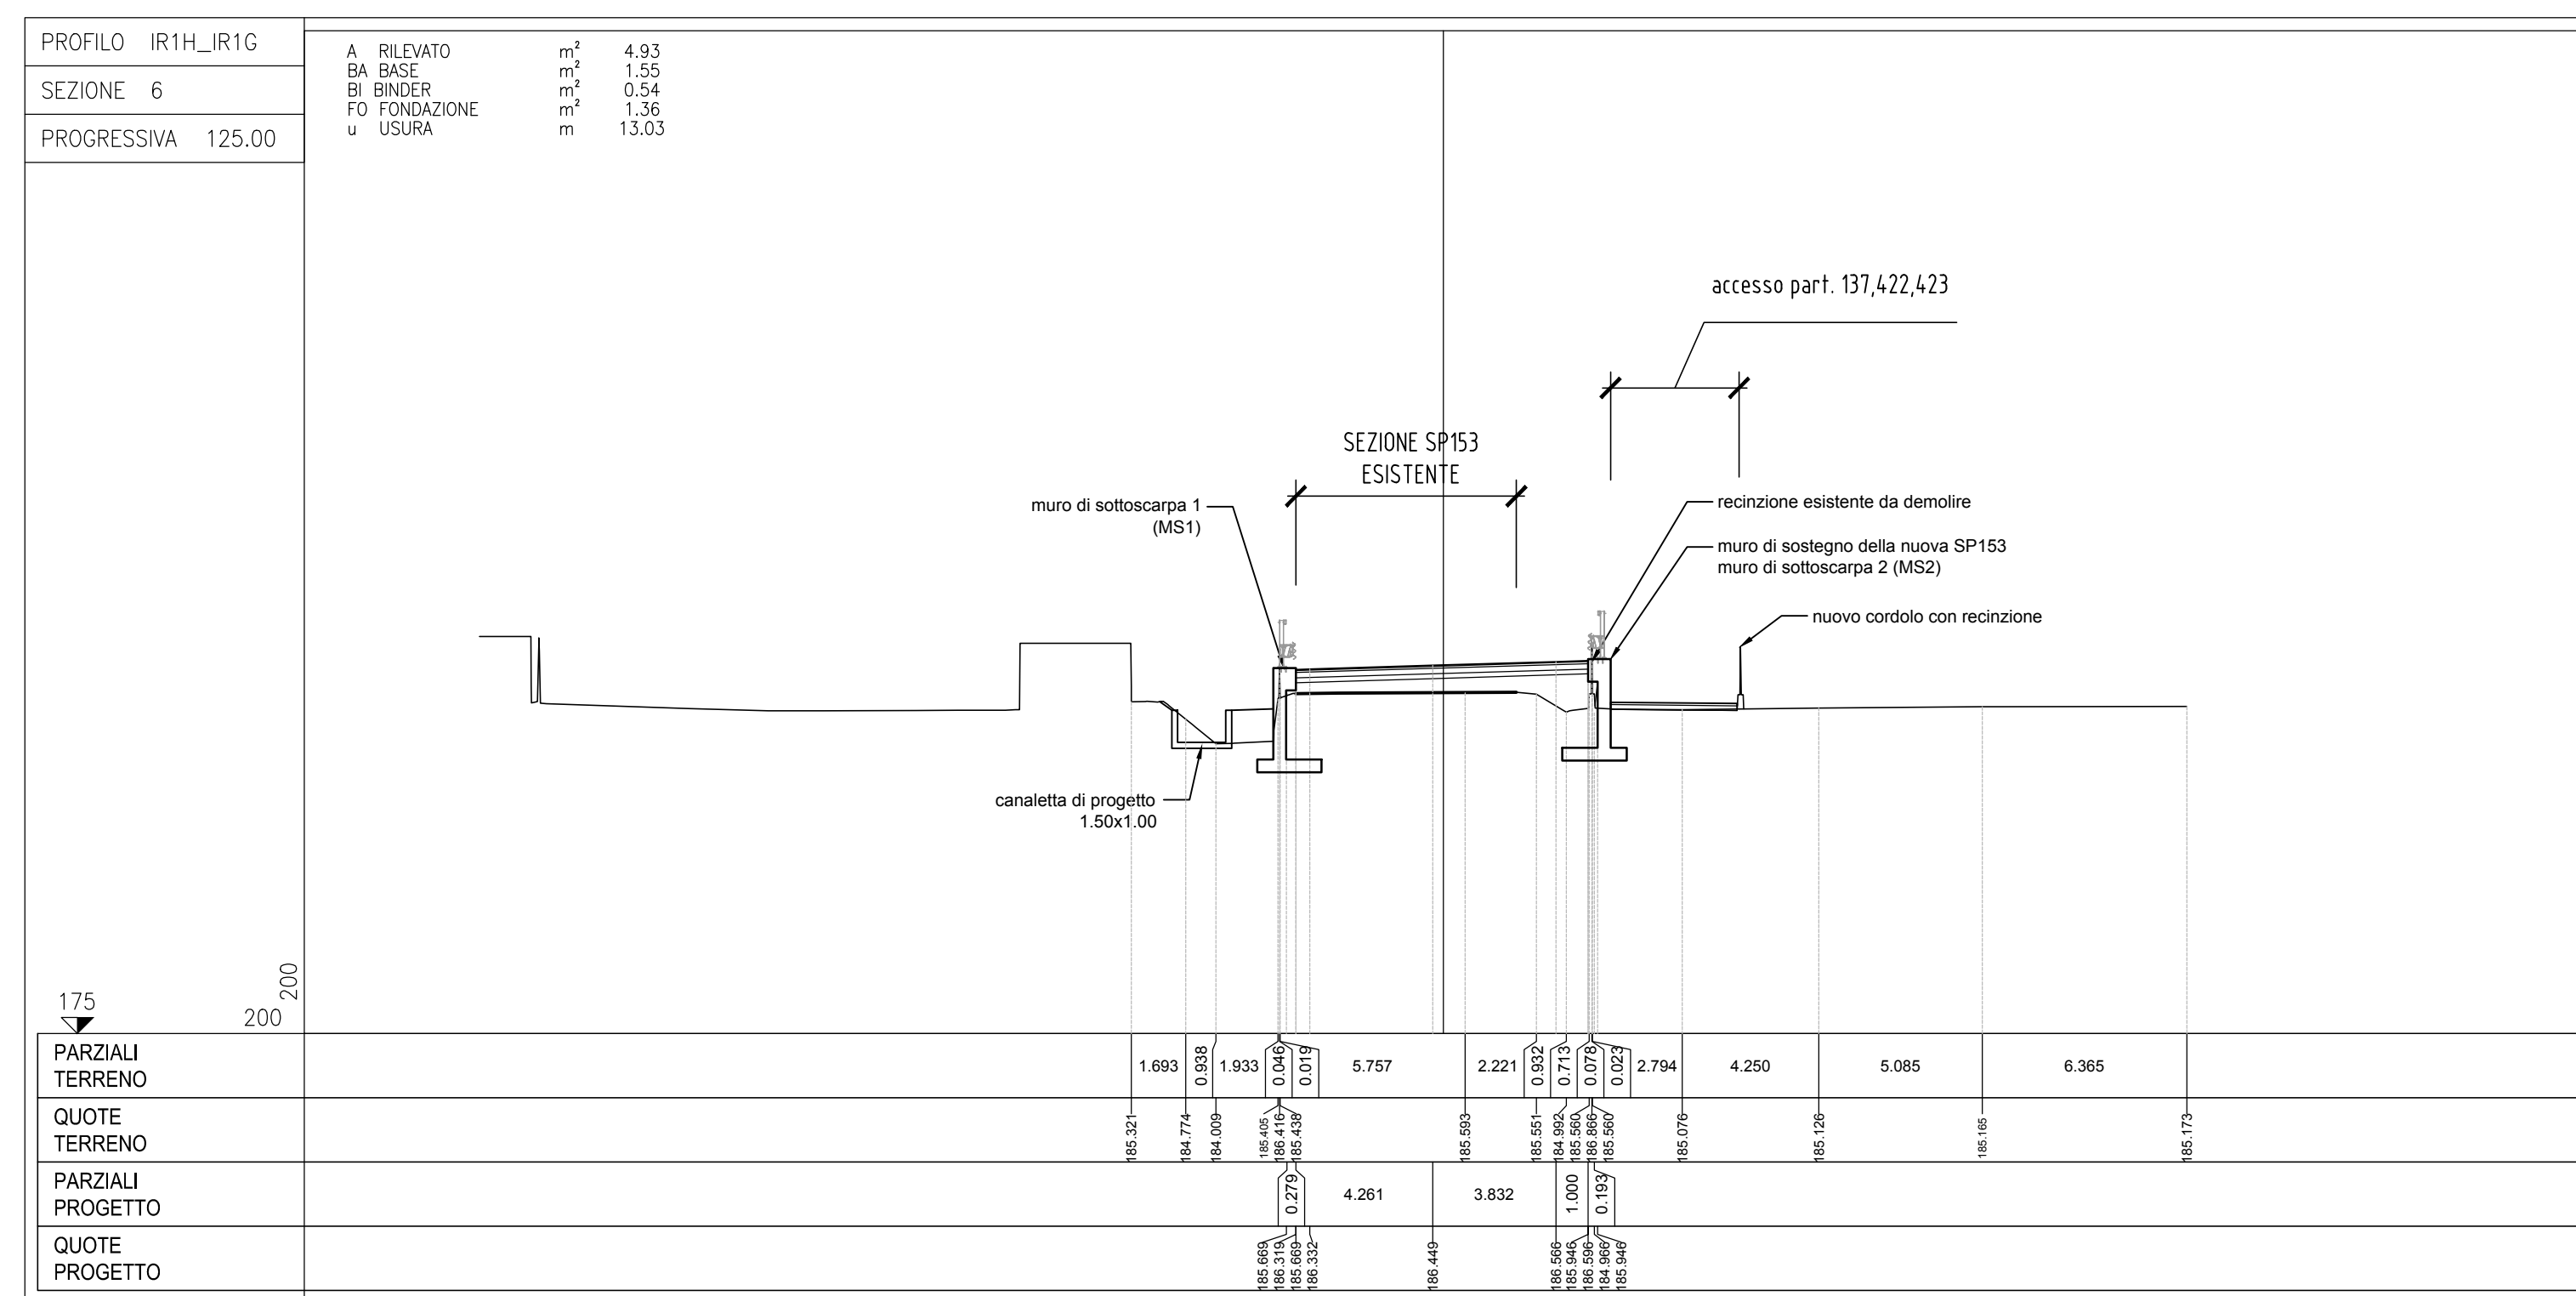 PROFILO IR1H_IR1G
SEZIONE 6
PROGRESSIVA 125.00
A RILEVATO m² 4.93
BA BASE m² 1.55
BI BINDER m² 0.54
FO FONDAZIONE m² 1.36
u USURA m 13.03
accesso part. 137,422,423
SEZIONE SP153
ESISTENTE
muro di sottoscarpa 1
(MS1)
recinzione esistente da demolire
muro di sostegno della nuova SP153
muro di sottoscarpa 2 (MS2)
nuovo cordolo con recinzione
canaletta di progetto
1.50x1.00
200
175
200
PARZIALI
TERRENO
1.693 0.938 1.933 0.046 0.019 5.757 2.221 0.932 0.713 0.078 0.023 2.794 4.250 5.085 6.365
QUOTE
TERRENO
185.321 184.774 184.009 185.405 186.416 185.438 185.593 185.551 184.992 185.560 186.866 185.560 185.076 185.126 185.165 185.173
PARZIALI
PROGETTO
0.279 4.261 3.832 1.000 0.193
QUOTE
PROGETTO
185.669 186.319 185.669 186.332 186.449 186.566 185.946 186.596 184.966 185.946